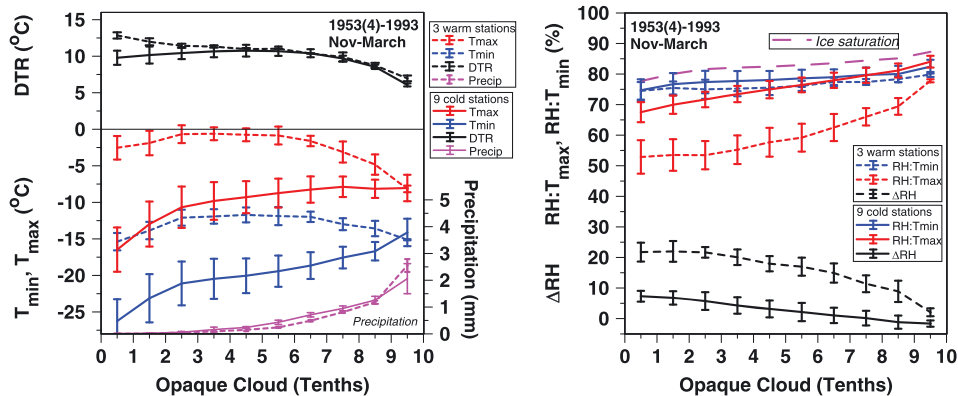 1953(4)-1993
Nov-March
DTR (°C)
T_min, T_max (°C)
15
10
5
0
-5
-10
-15
-20
-25
3 warm stations
Tmax
Tmin
DTR
Precip
9 cold stations
Tmax
Tmin
DTR
Precip
Precipitation (mm)
5
4
3
2
1
0
Precipitation
0 1 2 3 4 5 6 7 8 9 10
Opaque Cloud (Tenths)
1953(4)-1993
Nov-March
Ice saturation
ΔRH RH:T_max, RH:T_min (%)
100
90
80
70
60
50
40
30
20
10
0
3 warm stations
RH:Tmin
RH:Tmax
ΔRH
9 cold stations
RH:Tmin
RH:Tmax
ΔRH
0 1 2 3 4 5 6 7 8 9 10
Opaque Cloud (Tenths)